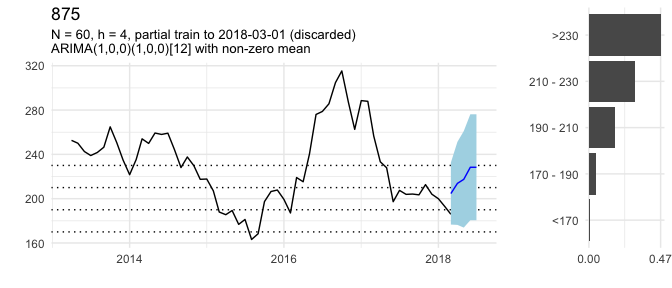 875
N = 60, h = 4, partial train to 2018-03-01 (discarded)
ARIMA(1,0,0)(1,0,0)[12] with non-zero mean
320
280
240
200
160
2014
2016
2018
>230
210 - 230
190 - 210
170 - 190
<170
0.00
0.47